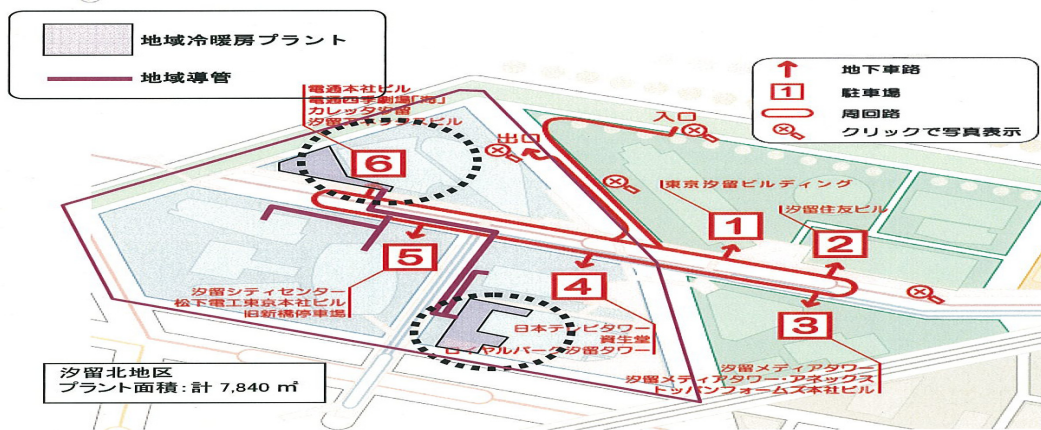 地域冷暖房プラント
地域導管
地下車路
1
駐車場
周回路
クリックで写真表示
電通本社ビル
電通四季劇場「海」
カレッタ汐留
6
出口
入口
東京汐留ビルディング
1
汐留住友ビル
2
5
汐留シティセンター
松下電工東京本社ビル
旧新橋停車場
4
日本テレビタワー
資生堂
ロイヤルパーク汐留タワー
3
汐留メディアタワー
汐留メディアタワー・アネックス
トッパンフォームズ本社ビル
汐留北地区
プラント面積:計 7,840 ㎡